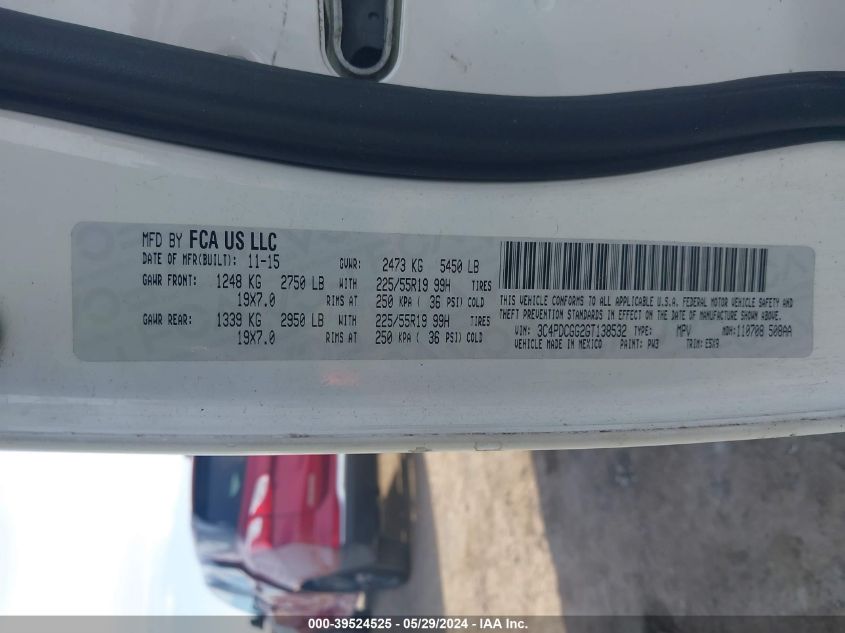 MFD BY FCA US LLC
DATE OF MFR(BUILT): 11-15 GVWR: 2473 KG 5450 LB
GAWR FRONT: 1248 KG 2750 LB WITH 225/55R19 99H TIRES
19X7.0 RIMS AT 250 KPA ( 36 PSI) COLD
GAWR REAR: 1339 KG 2950 LB WITH 225/55R19 99H TIRES
19X7.0 RIMS AT 250 KPA ( 36 PSI) COLD
THIS VEHICLE CONFORMS TO ALL APPLICABLE U.S.A. FEDERAL MOTOR VEHICLE SAFETY AND
THEFT PREVENTION STANDARDS IN EFFECT ON THE DATE OF MANUFACTURE SHOWN ABOVE.
VIN: 3C4PDCGG2GT138532 TYPE: MPV MDH: 110708 508AA
VEHICLE MADE IN MEXICO PAINT: PW3 TRIM: E5X9
000-39524525 - 05/29/2024 - IAA Inc.